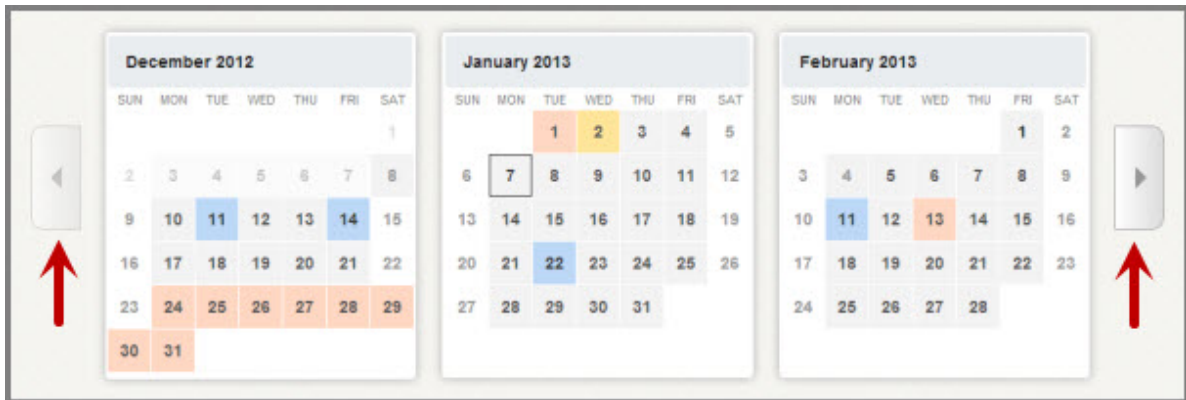 December 2012
SUN MON TUE WED THU FRI SAT
1
2 3 4 5 6 7 8
9 10 11 12 13 14 15
16 17 18 19 20 21 22
23 24 25 26 27 28 29
30 31
January 2013
SUN MON TUE WED THU FRI SAT
1 2 3 4 5
6 7 8 9 10 11 12
13 14 15 16 17 18 19
20 21 22 23 24 25 26
27 28 29 30 31
February 2013
SUN MON TUE WED THU FRI SAT
1 2
3 4 5 6 7 8 9
10 11 12 13 14 15 16
17 18 19 20 21 22 23
24 25 26 27 28